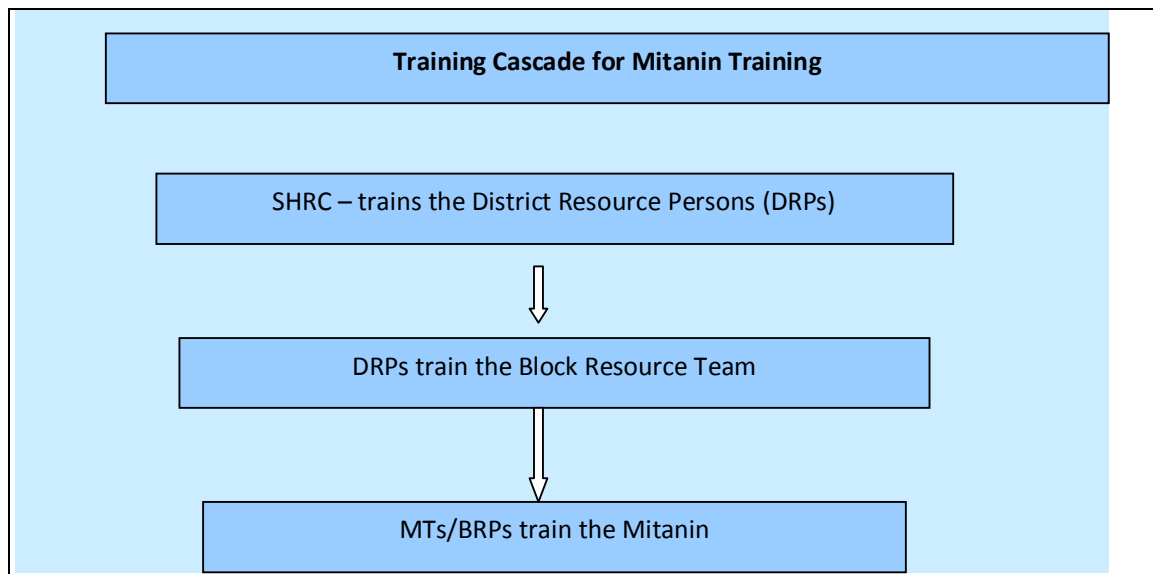 Training Cascade for Mitanin Training
SHRC – trains the District Resource Persons (DRPs)
DRPs train the Block Resource Team
MTs/BRPs train the Mitanin